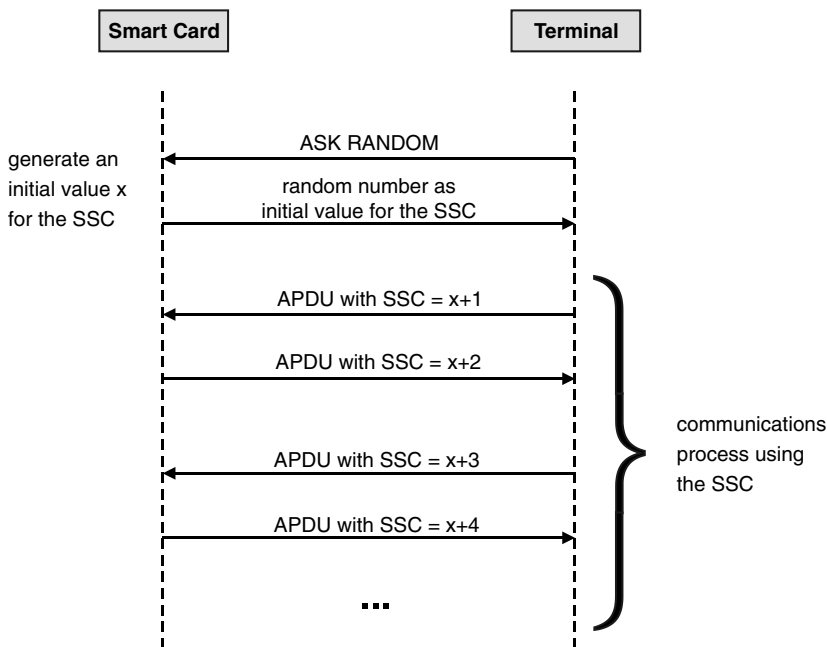 Smart Card
Terminal
ASK RANDOM
generate an
initial value x
for the SSC
random number as
initial value for the SSC
APDU with SSC = x+1
APDU with SSC = x+2
communications
process using
the SSC
APDU with SSC = x+3
APDU with SSC = x+4
...